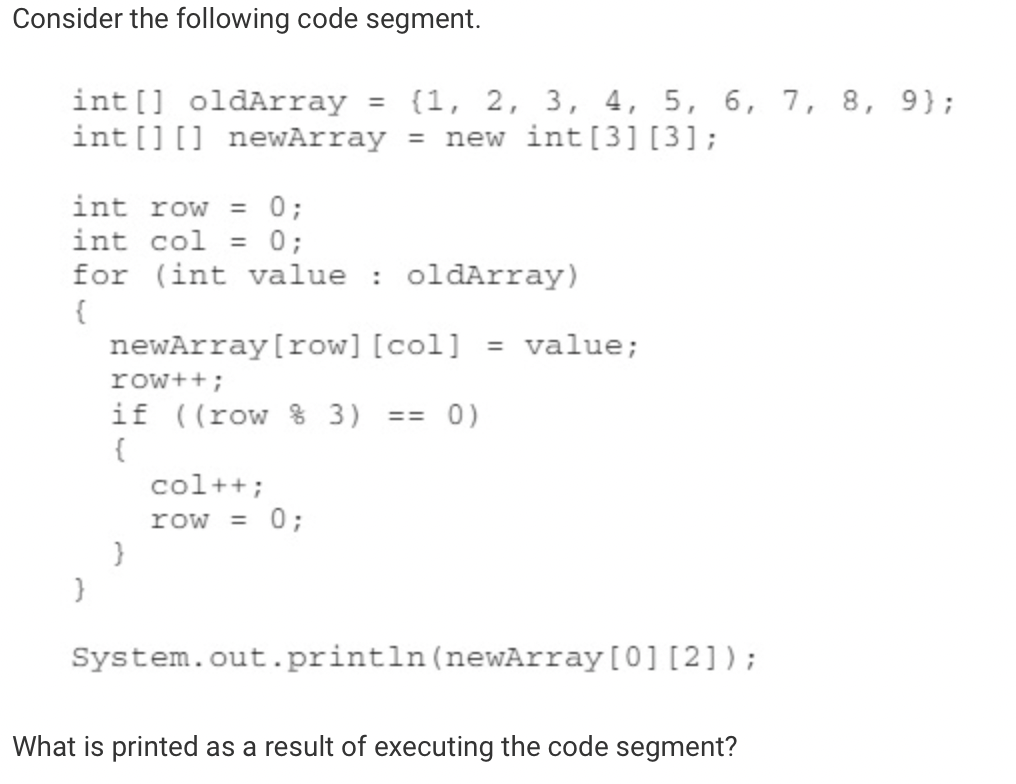 Consider the following code segment.
int[] oldArray = {1, 2, 3, 4, 5, 6, 7, 8, 9};
int[][] newArray = new int[3][3];
int row = 0;
int col = 0;
for (int value : oldArray)
{
newArray[row][col] = value;
row++;
if ((row % 3) == 0)
{
col++;
row = 0;
}
}
System.out.println(newArray[0][2]);
What is printed as a result of executing the code segment?